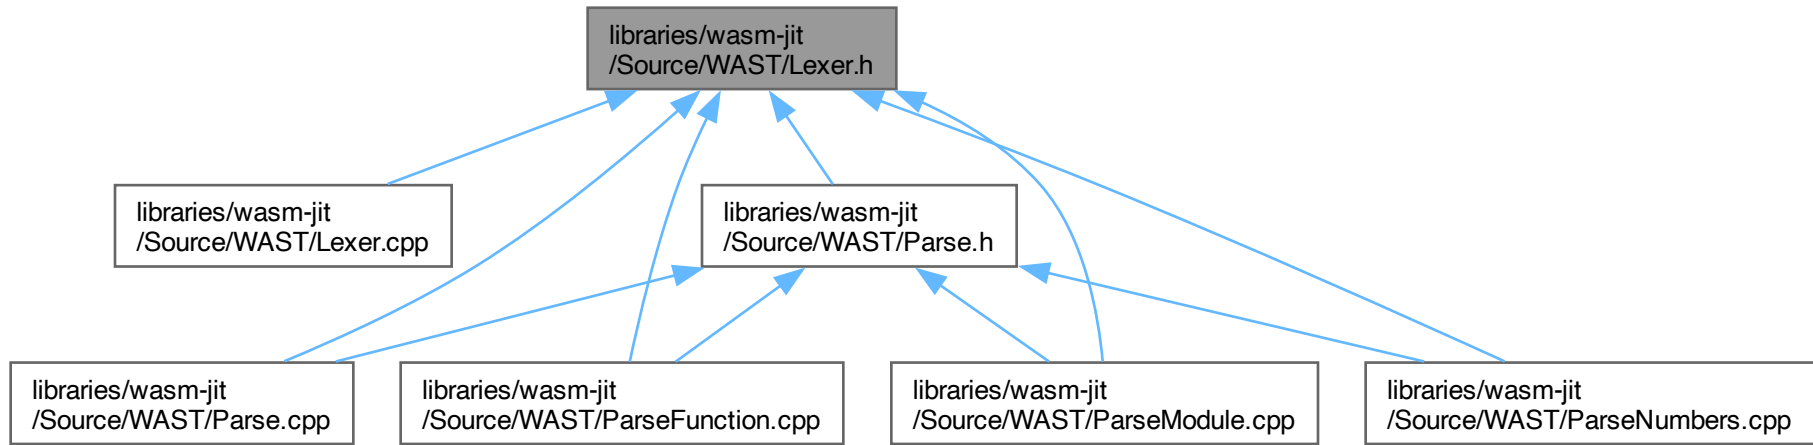 libraries/wasm-jit
/Source/WAST/Lexer.h
libraries/wasm-jit
/Source/WAST/Lexer.cpp
libraries/wasm-jit
/Source/WAST/Parse.h
libraries/wasm-jit
/Source/WAST/Parse.cpp
libraries/wasm-jit
/Source/WAST/ParseFunction.cpp
libraries/wasm-jit
/Source/WAST/ParseModule.cpp
libraries/wasm-jit
/Source/WAST/ParseNumbers.cpp